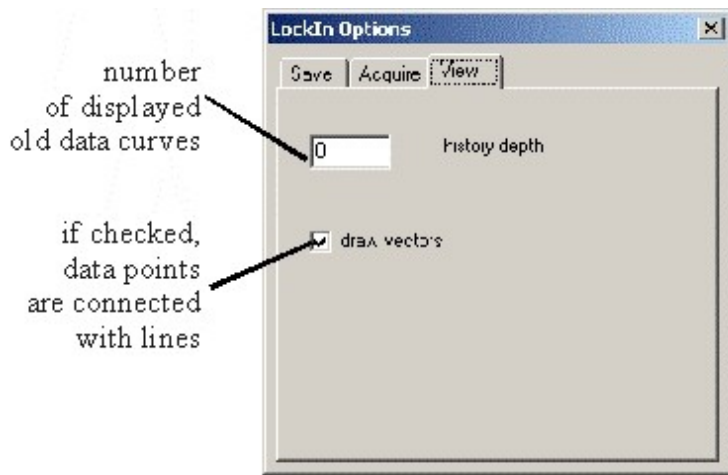 LockIn Options
Save Acquire View
number
of displayed
old data curves
0 history depth
if checked,
data points
are connected
with lines
draw vectors